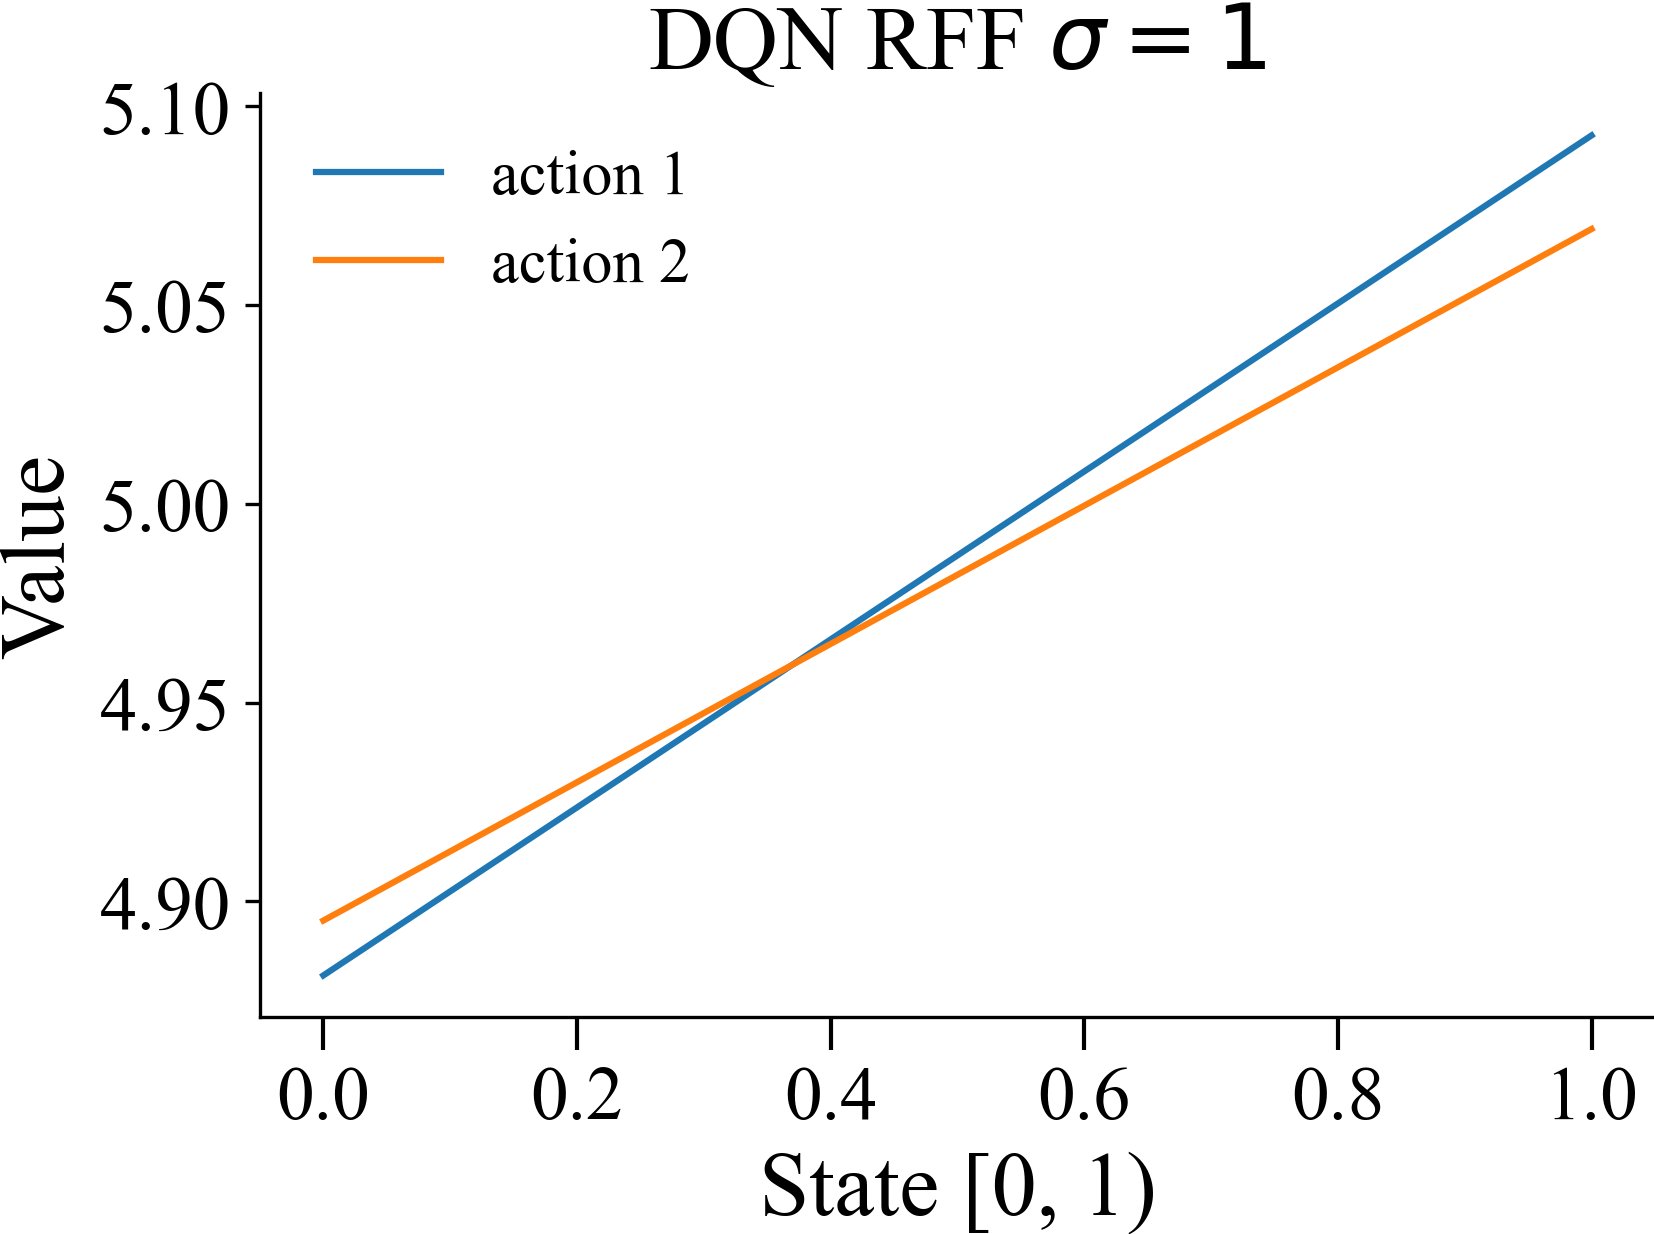 DQN RFF σ = 1
action 1
action 2
Value
5.10
5.05
5.00
4.95
4.90
0.0 0.2 0.4 0.6 0.8 1.0
State [0, 1)